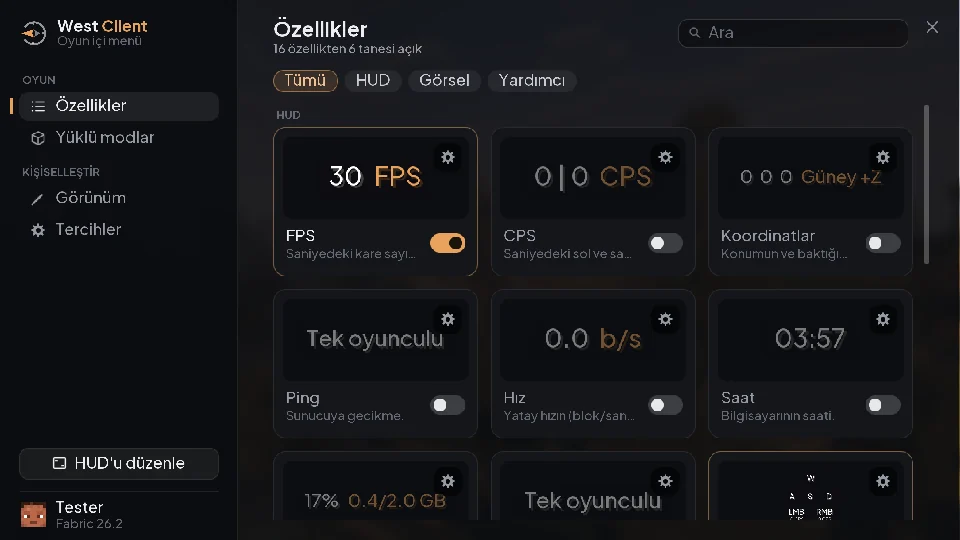 West Client
Oyun içi menü
OYUN
Özellikler
Yüklü modlar
KİŞİSELLEŞTİR
Görünüm
Tercihler
HUD'u düzenle
Tester
Fabric 26.2
Özellikler
16 özellikten 6 tanesi açık
Ara
Tümü HUD Görsel Yardımcı
HUD
30 FPS
FPS
Saniyedeki kare sayı...
0 | 0 CPS
CPS
Saniyedeki sol ve sa...
0 0 0 Güney +Z
Koordinatlar
Konumun ve baktığı...
Tek oyunculu
Ping
Sunucuya gecikme.
0.0 b/s
Hız
Yatay hızın (blok/san...
03:57
Saat
Bilgisayarının saati.
17% 0.4/2.0 GB
Tek oyunculu
W
A S D
LMB RMB